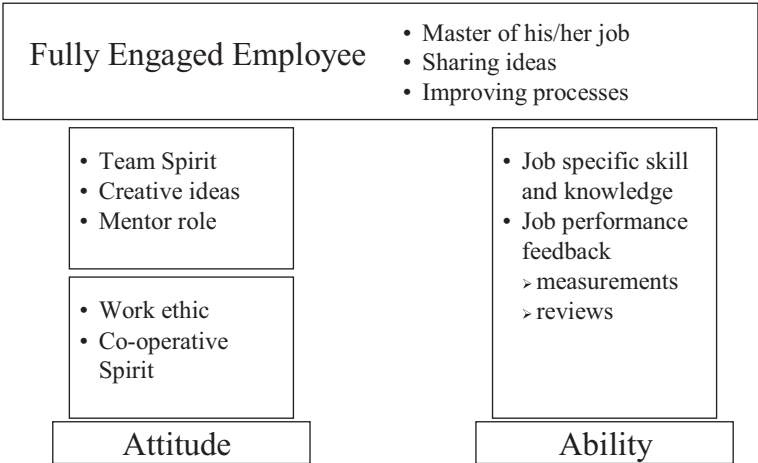 Fully Engaged Employee
• Master of his/her job
• Sharing ideas
• Improving processes
• Team Spirit
• Creative ideas
• Mentor role
• Work ethic
• Co-operative
Spirit
Attitude
• Job specific skill
and knowledge
• Job performance
feedback
➢ measurements
➢ reviews
Ability